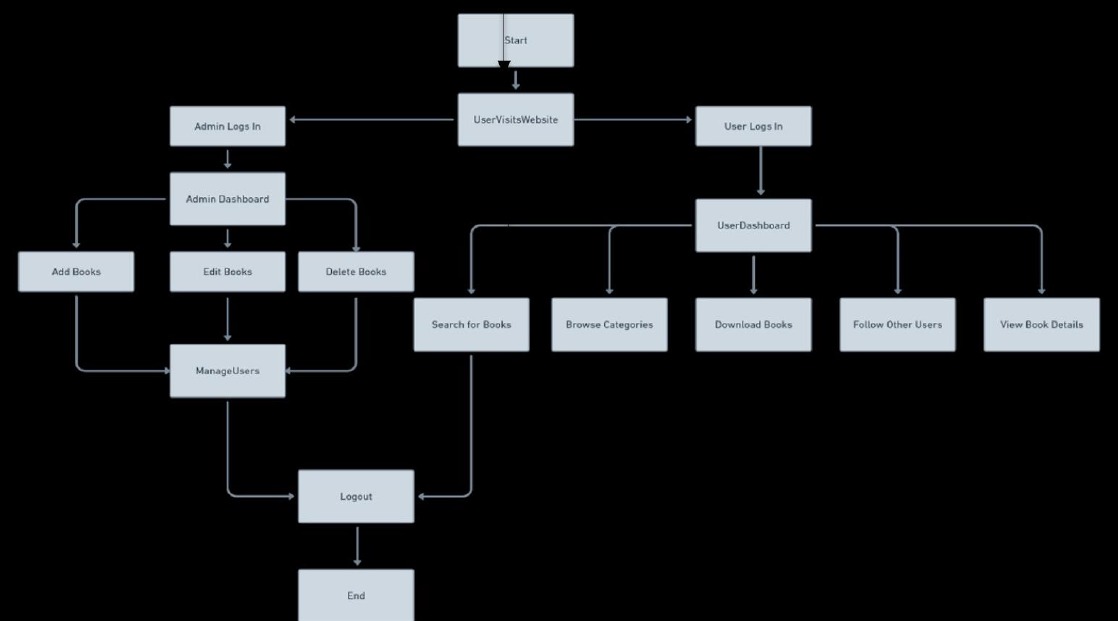 Start
UserVisitsWebsite
Admin Logs In
User Logs In
Admin Dashboard
UserDashboard
Add Books
Edit Books
Delete Books
Search for Books
Browse Categories
Download Books
Follow Other Users
View Book Details
ManageUsers
Logout
End